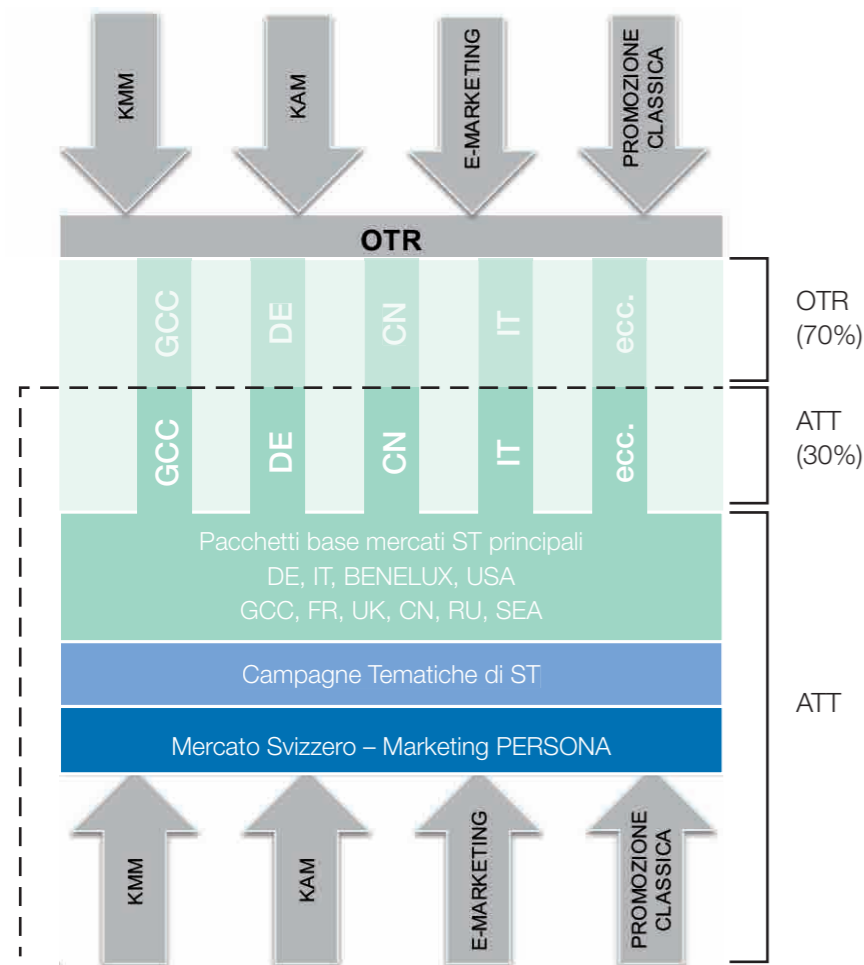 KMM
KAM
E-MARKETING
PROMOZIONE
CLASSICA
OTR
GCC
DE
CN
IT
ecc.
OTR
(70%)
GCC
DE
CN
IT
ecc.
ATT
(30%)
Pacchetti base mercati ST principali
DE, IT, BENELUX, USA
GCC, FR, UK, CN, RU, SEA
Campagne Tematiche di ST
ATT
Mercato Svizzero – Marketing PERSONA
KMM
KAM
E-MARKETING
PROMOZIONE
CLASSICA